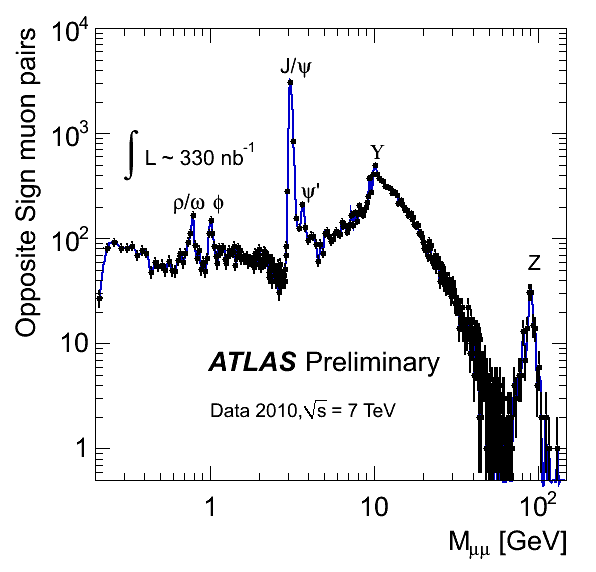 Opposite Sign muon pairs
10⁴
10³
10²
10
1
J/ψ
∫ L ~ 330 nb⁻¹
ρ/ω ϕ
ψ'
Υ
Z
ATLAS Preliminary
Data 2010, √s = 7 TeV
1 10 10²
M_μμ [GeV]